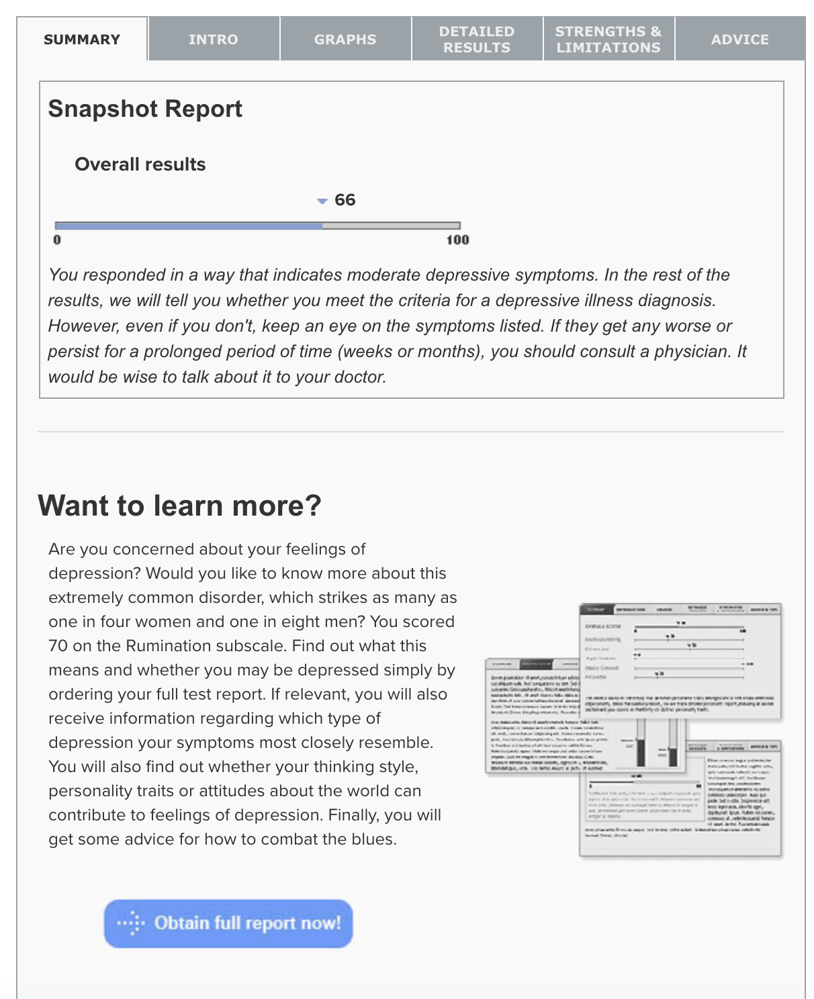 SUMMARY
INTRO
GRAPHS
DETAILED
RESULTS
STRENGTHS &
LIMITATIONS
ADVICE
Snapshot Report
Overall results
66
0
100
You responded in a way that indicates moderate depressive symptoms. In the rest of the
results, we will tell you whether you meet the criteria for a depressive illness diagnosis.
However, even if you don't, keep an eye on the symptoms listed. If they get any worse or
persist for a prolonged period of time (weeks or months), you should consult a physician. It
would be wise to talk about it to your doctor.
Want to learn more?
Are you concerned about your feelings of
depression? Would you like to know more about this
extremely common disorder, which strikes as many as
one in four women and one in eight men? You scored
70 on the Rumination subscale. Find out what this
means and whether you may be depressed simply by
ordering your full test report. If relevant, you will also
receive information regarding which type of
depression your symptoms most closely resemble.
You will also find out whether your thinking style,
personality traits or attitudes about the world can
contribute to feelings of depression. Finally, you will
get some advice for how to combat the blues.
OVERALL SCORE
Obtain full report now!